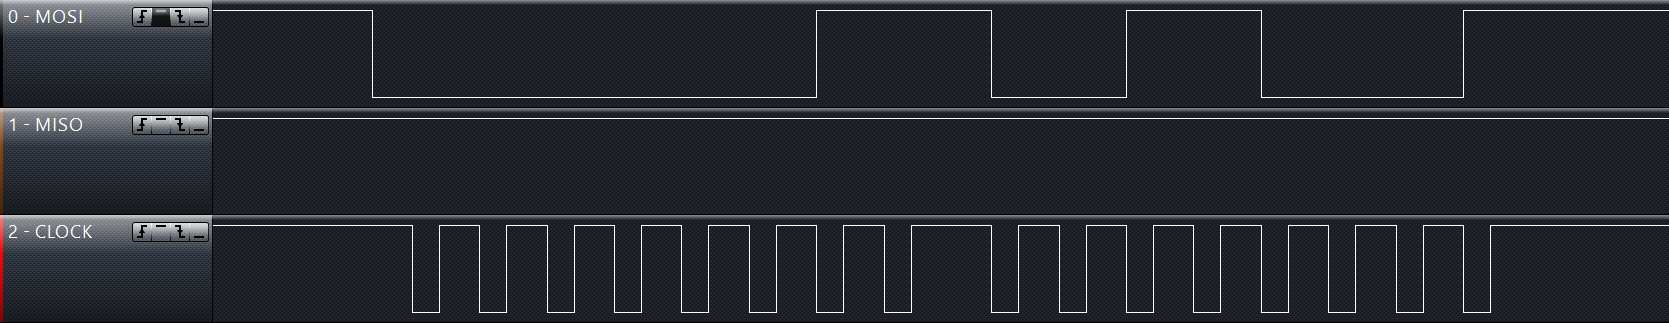 0 - MOSI
1 - MISO
2 - CLOCK